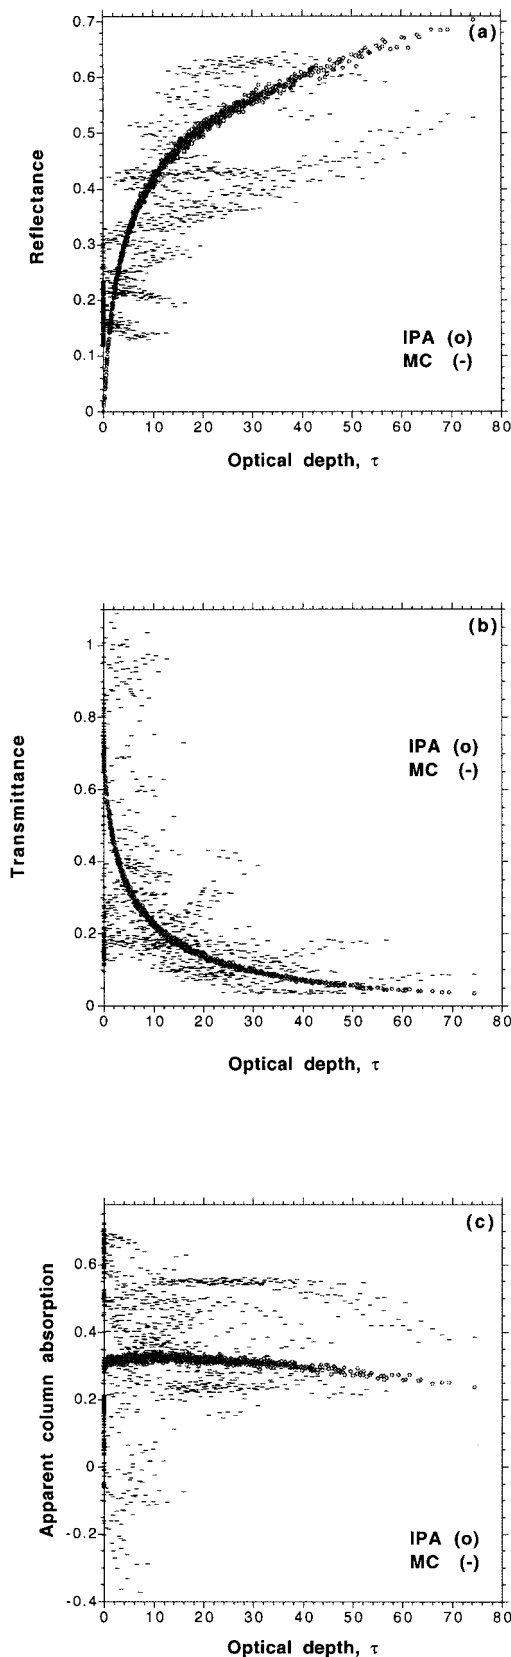 (a)
0.7
0.6
0.5
0.4
0.3
0.2
0.1
0
Reflectance
IPA (o)
MC (-)
0 10 20 30 40 50 60 70 80
Optical depth, τ
(b)
1
0.8
0.6
0.4
0.2
0
Transmittance
IPA (o)
MC (-)
0 10 20 30 40 50 60 70 80
Optical depth, τ
(c)
0.6
0.4
0.2
0
-0.2
-0.4
Apparent column absorption
IPA (o)
MC (-)
0 10 20 30 40 50 60 70 80
Optical depth, τ